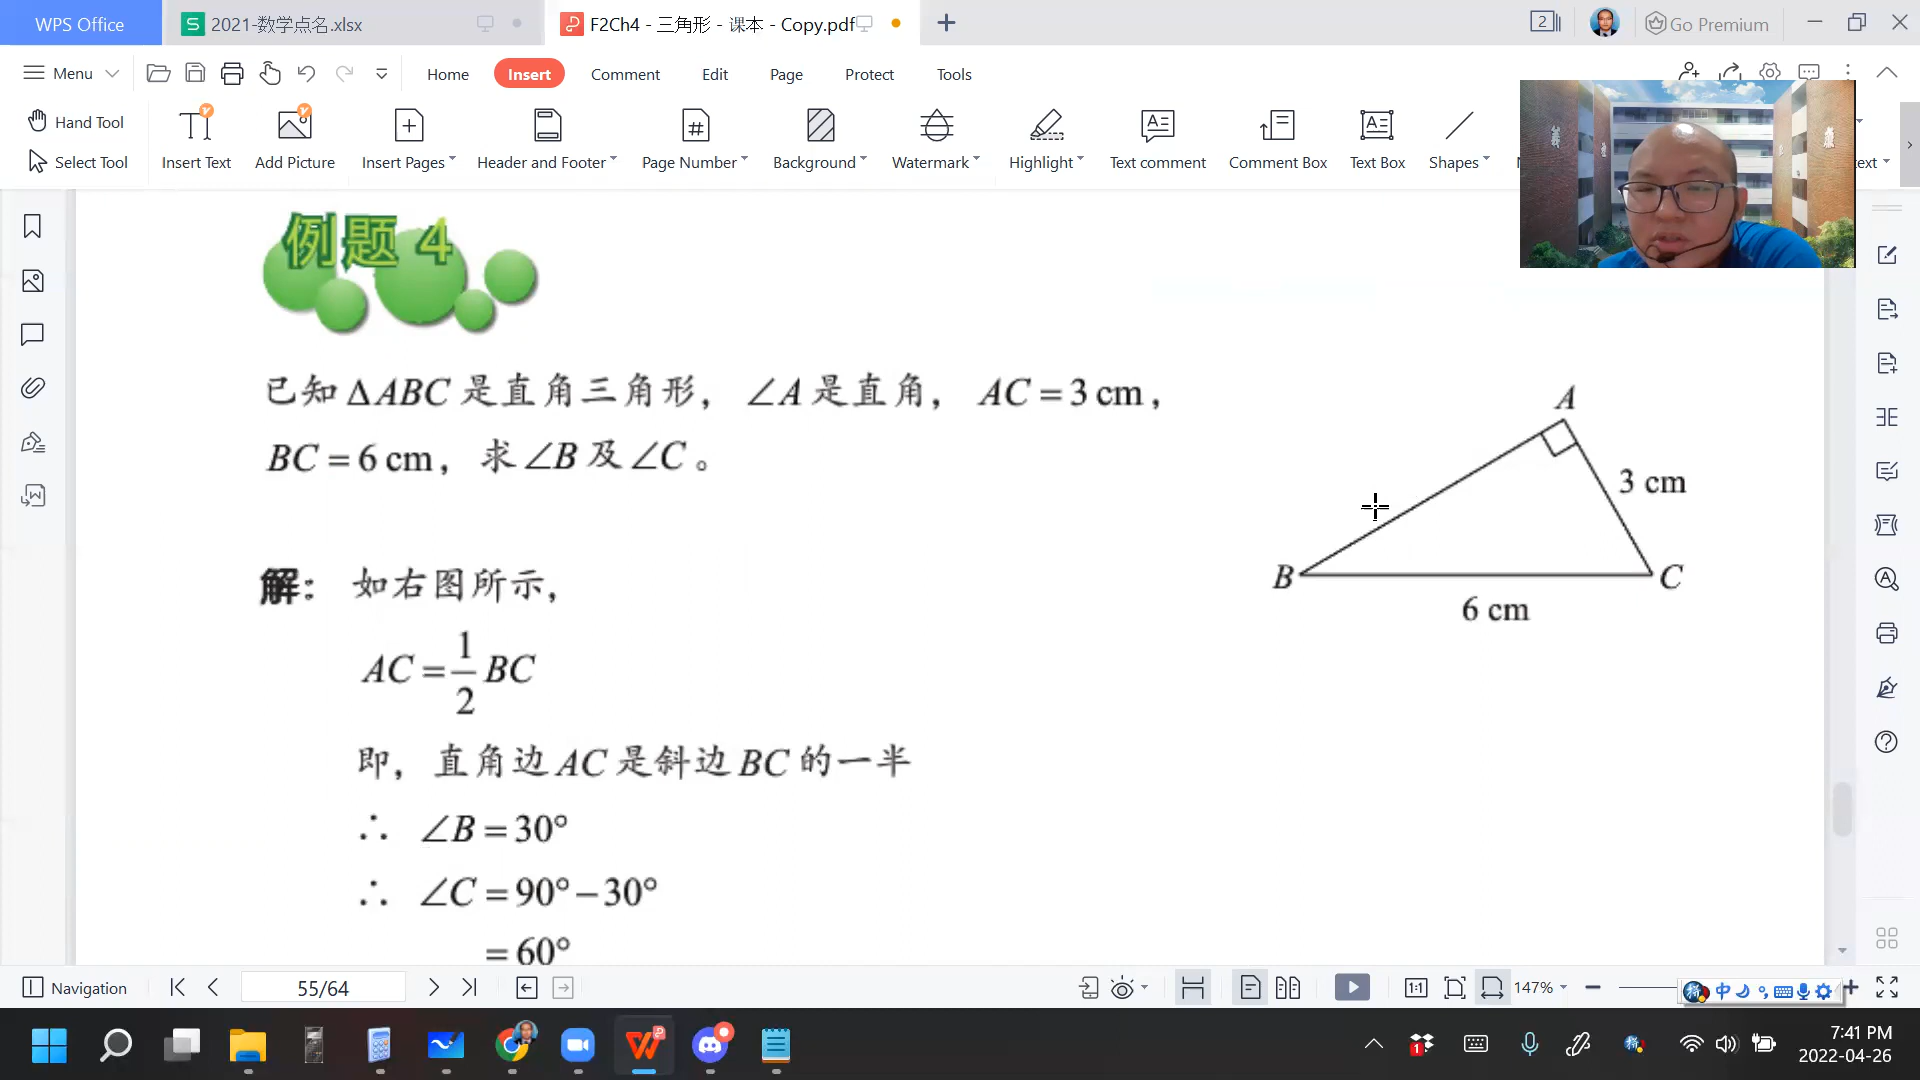 WPS Office
2021-数学点名.xlsx
F2Ch4 - 三角形 - 课本 - Copy.pdf
2
Go Premium
Menu
Home
Insert
Comment
Edit
Page
Protect
Tools
Hand Tool
Select Tool
Insert Text
Add Picture
Insert Pages
Header and Footer
Page Number
Background
Watermark
Highlight
Text comment
Comment Box
Text Box
Shapes
例题 4
已知 ΔABC 是直角三角形，∠A 是直角，AC = 3 cm，
BC = 6 cm，求 ∠B 及 ∠C 。
A
3 cm
B
C
6 cm
解： 如右图所示，
AC = 1/2 BC
即，直角边 AC 是斜边 BC 的一半
∴ ∠B = 30°
∴ ∠C = 90° – 30°
= 60°
Navigation
55/64
1:1
147%
中
7:41 PM
2022-04-26